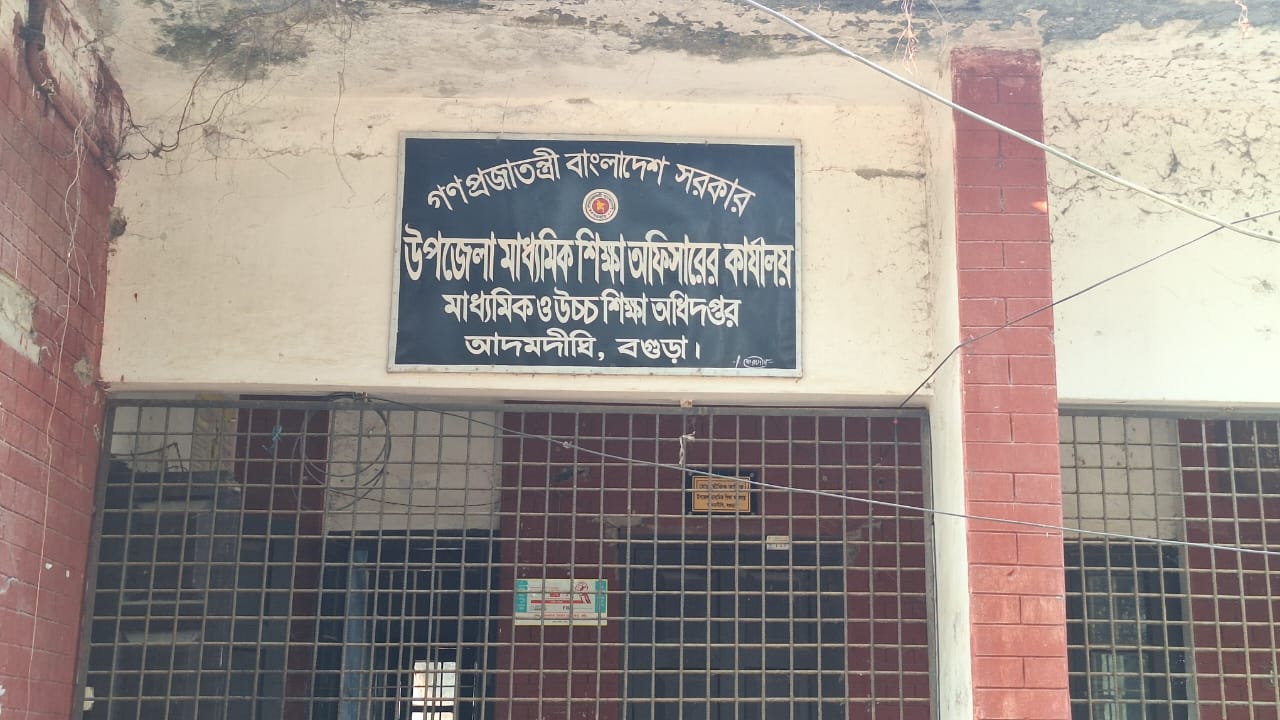 গণপ্রজাতন্ত্রী বাংলাদেশ সরকার
উপজেলা মাধ্যমিক শিক্ষা অফিসারের কার্যালয়
মাধ্যমিক ও উচ্চ শিক্ষা অধিদপ্তর
আদমদীঘি, বগুড়া।